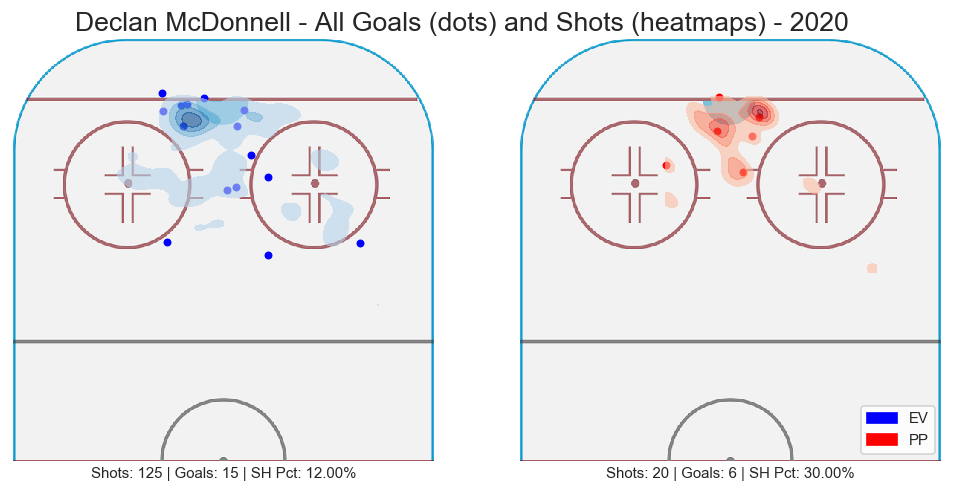 Declan McDonnell - All Goals (dots) and Shots (heatmaps) - 2020
EV
PP
Shots: 125 | Goals: 15 | SH Pct: 12.00%
Shots: 20 | Goals: 6 | SH Pct: 30.00%